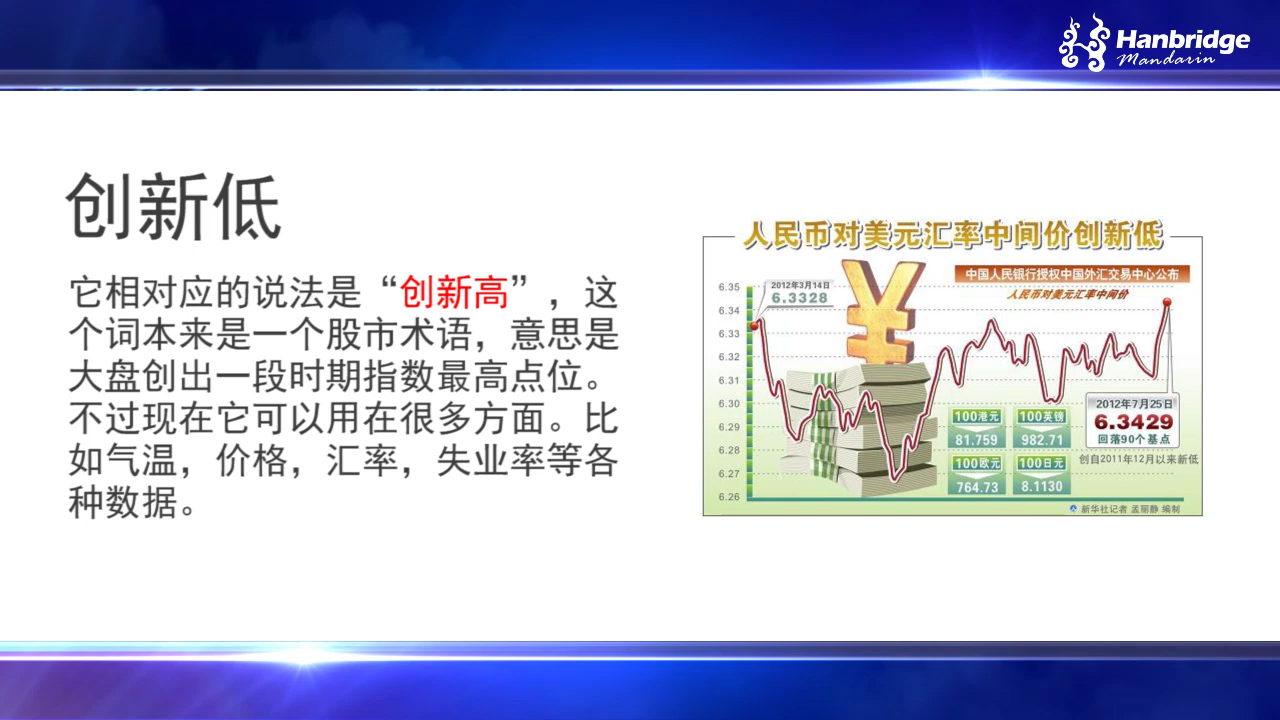 Hanbridge
Mandarin
创新低
它相对应的说法是“创新高”，这
个词本来是一个股市术语，意思是
大盘创出一段时期指数最高点位。
不过现在它可以用在很多方面。比
如气温，价格，汇率，失业率等各
种数据。
人民币对美元汇率中间价创新低
中国人民银行授权中国外汇交易中心公布
人民币对美元汇率中间价
2012年3月14日
6.3328
6.35
6.34
6.33
6.32
6.31
6.30
6.29
6.28
6.27
6.26
¥
2012年7月25日
6.3429
回落90个基点
创自2011年12月以来新低
100港元
81.759
100英镑
982.71
100欧元
764.73
100日元
8.1130
新华社记者 孟丽静 编制